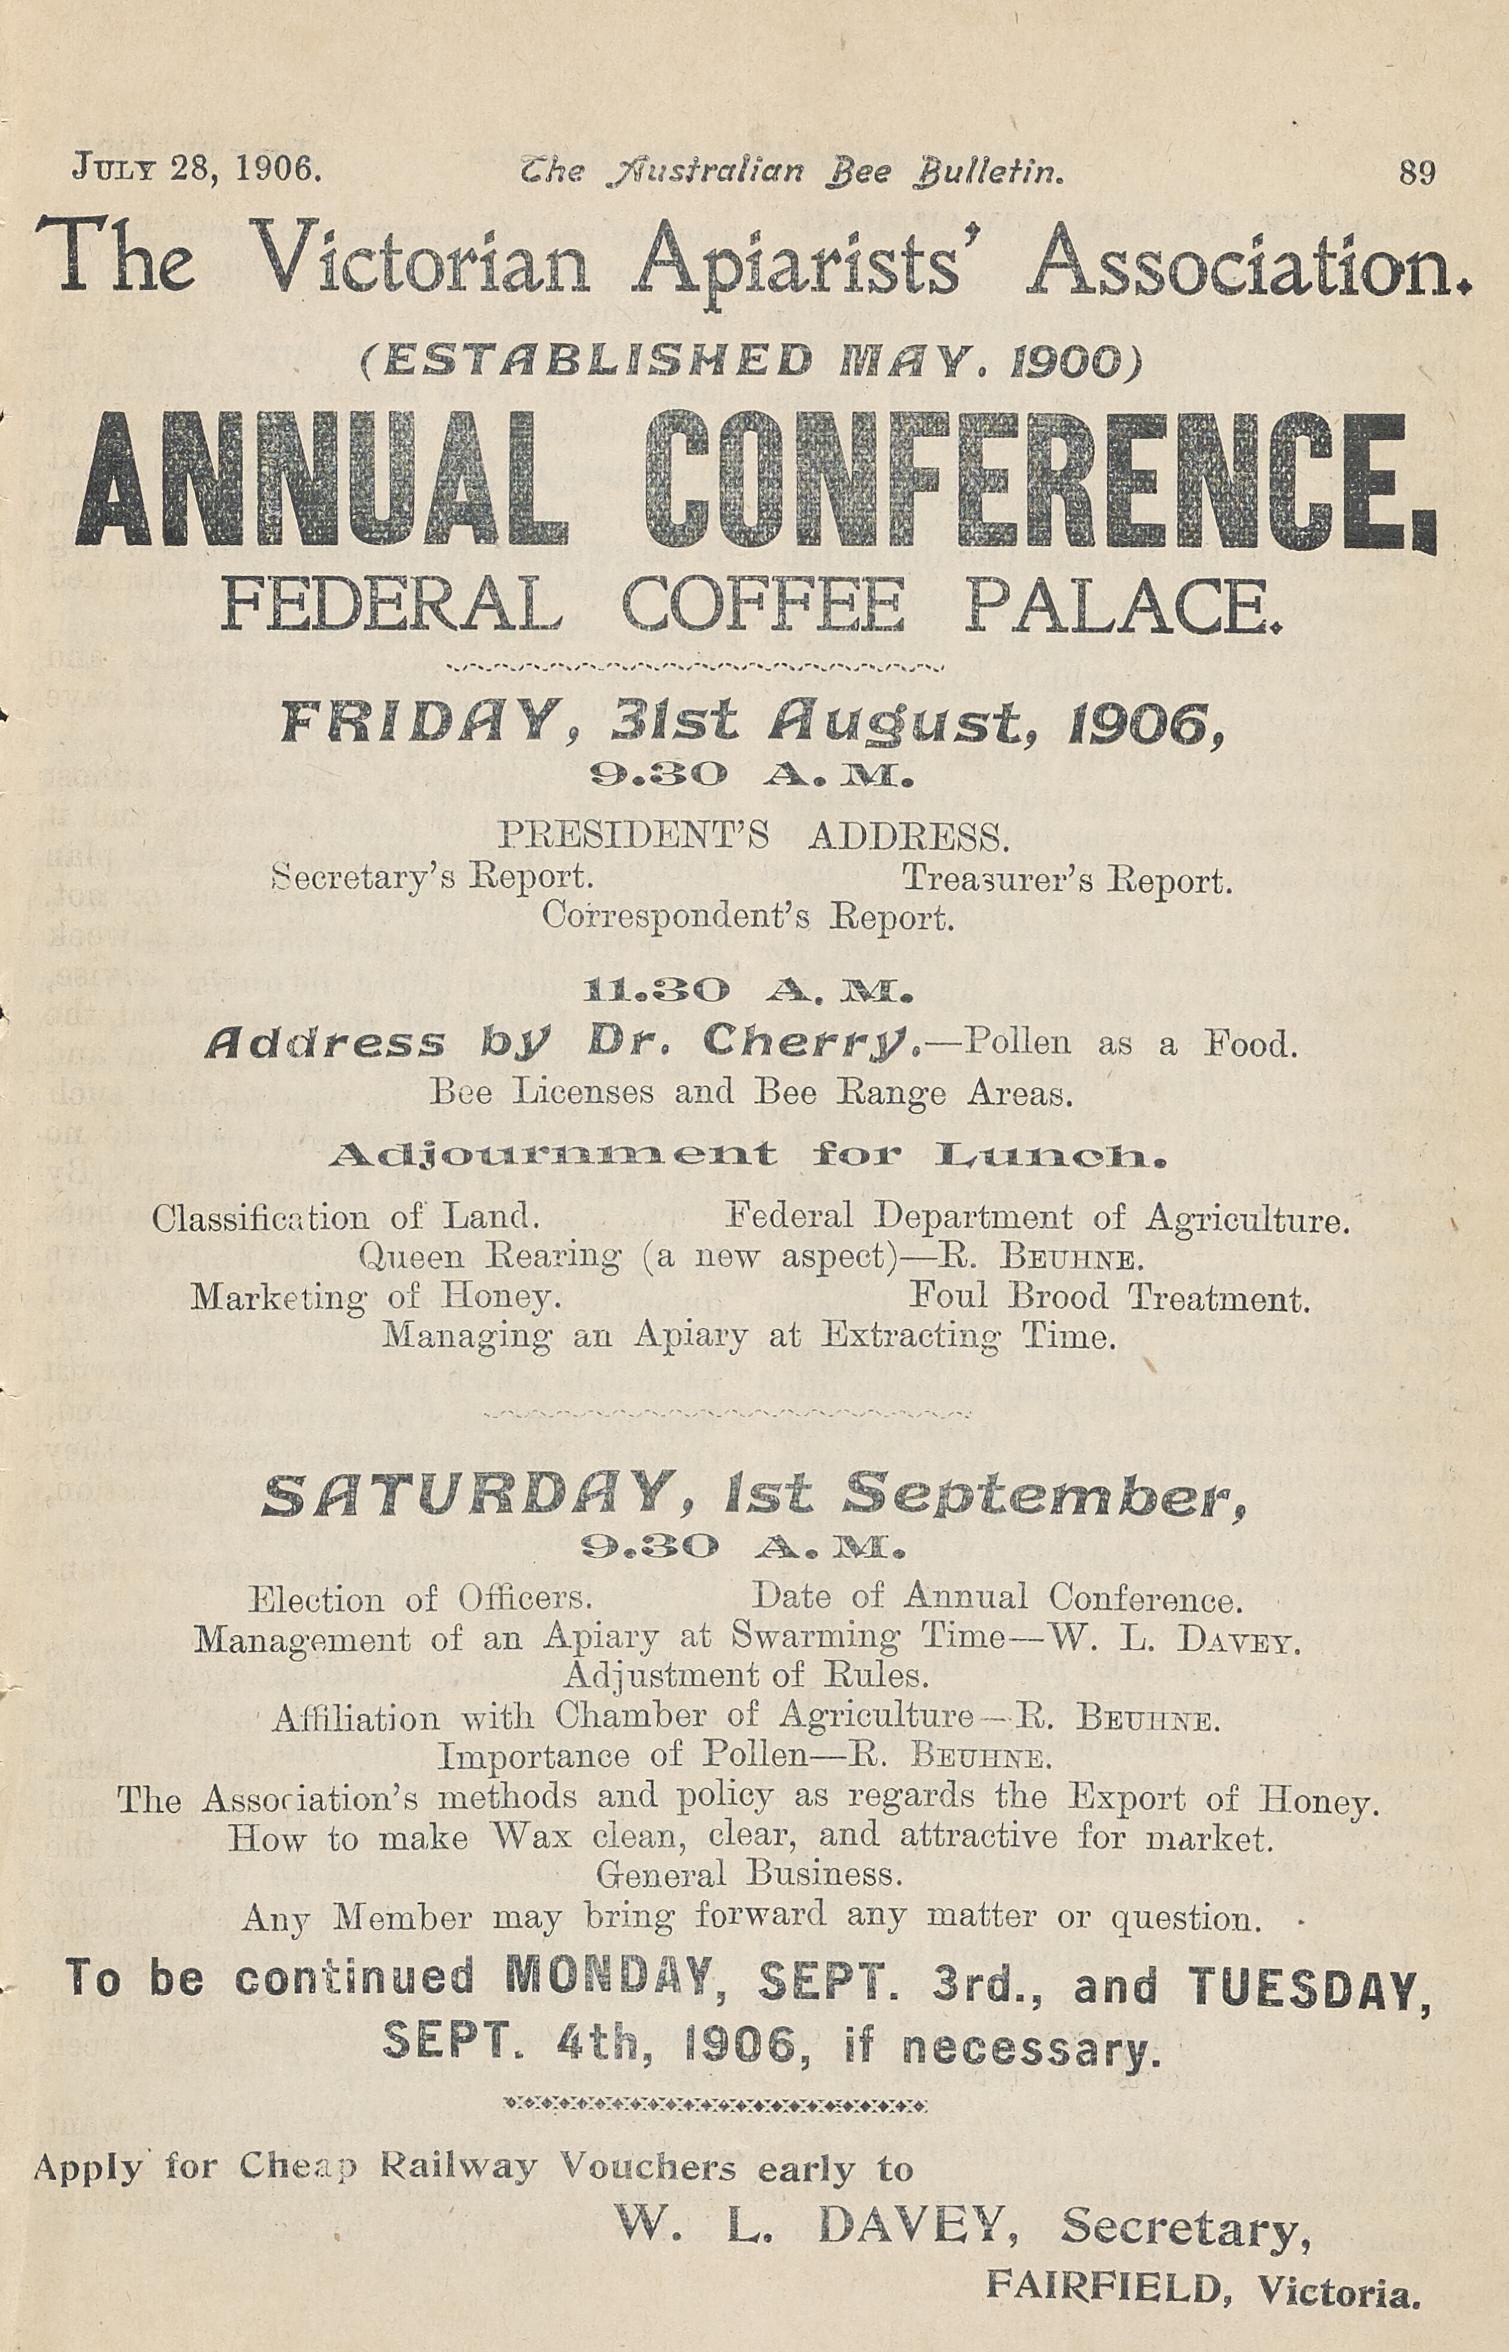 July 28, 1906. The Australian Bee Bulletin. 89
The Victorian Apiarists' Association.
(ESTABLISHED MAY. 1900)
ANNUAL CONFERENCE,
FEDERAL COFFEE PALACE.
FRIDAY, 31st August, 1906,
9.30 A. M.
PRESIDENT'S ADDRESS.
Secretary's Report. Treasurer's Report.
Correspondent's Report.
11.30 A. M.
Address by Dr. Cherry.—Pollen as a Food.
Bee Licenses and Bee Range Areas.
Adjournment for Lunch.
Classification of Land. Federal Department of Agriculture.
Queen Rearing (a new aspect)—R. Beuhne.
Marketing of Honey. Foul Brood Treatment.
Managing an Apiary at Extracting Time.
SATURDAY, 1st September,
9.30 A. M.
Election of Officers. Date of Annual Conference.
Management of an Apiary at Swarming Time—W. L. Davey.
Adjustment of Rules.
Affiliation with Chamber of Agriculture—R. Beuhne.
Importance of Pollen—R. Beuhne.
The Association's methods and policy as regards the Export of Honey.
How to make Wax clean, clear, and attractive for market.
General Business.
Any Member may bring forward any matter or question.
To be continued MONDAY, SEPT. 3rd., and TUESDAY,
SEPT. 4th, 1906, if necessary.
Apply for Cheap Railway Vouchers early to
W. L. DAVEY, Secretary,
FAIRFIELD, Victoria.